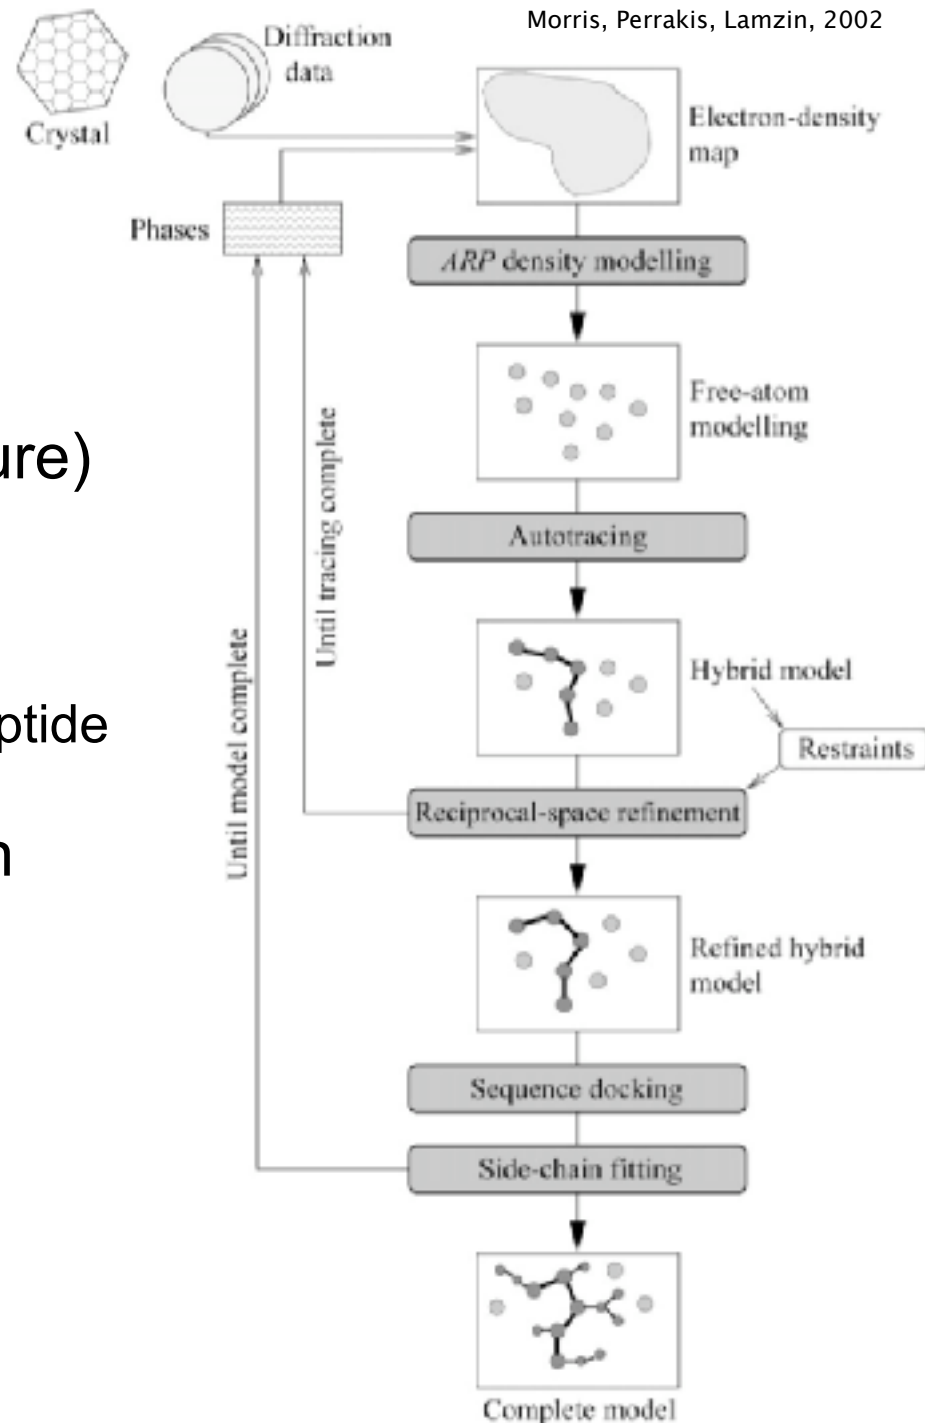 Morris, Perrakis, Lamzin, 2002
Diffraction
data
Crystal
Electron-density
map
Phases
ARP density modelling
Free-atom
modelling
ure)
Until tracing complete
Autotracing
Until model complete
Hybrid model
ptide
Restraints
Reciprocal-space refinement
n
Refined hybrid
model
Sequence docking
Side-chain fitting
Complete model